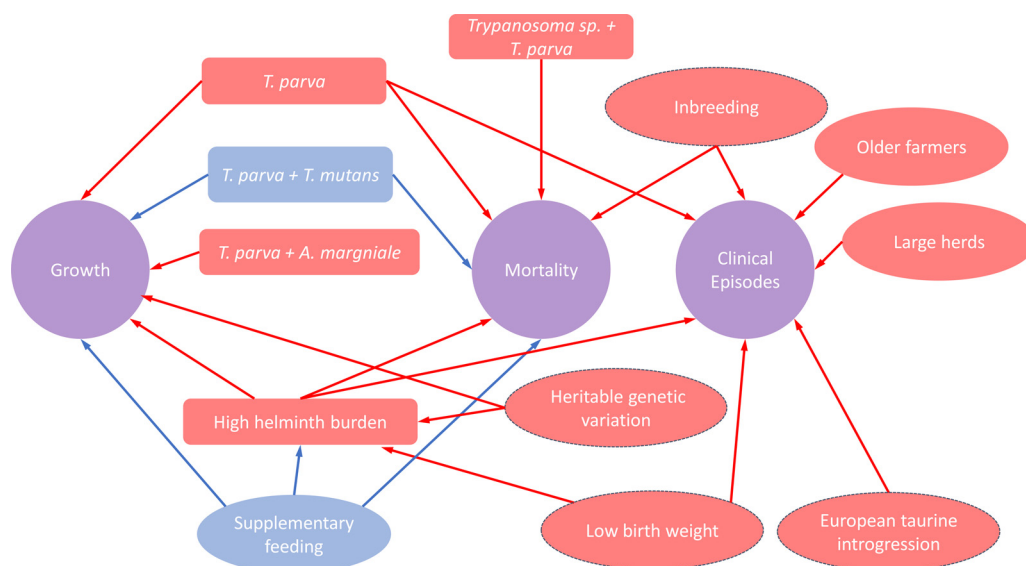 Trypanosoma sp. +
T. parva
T. parva
Inbreeding
Older farmers
T. parva + T. mutans
Large herds
T. parva + A. margniale
Growth
Mortality
Clinical
Episodes
Heritable genetic
variation
High helminth burden
Supplementary
feeding
Low birth weight
European taurine
introgression